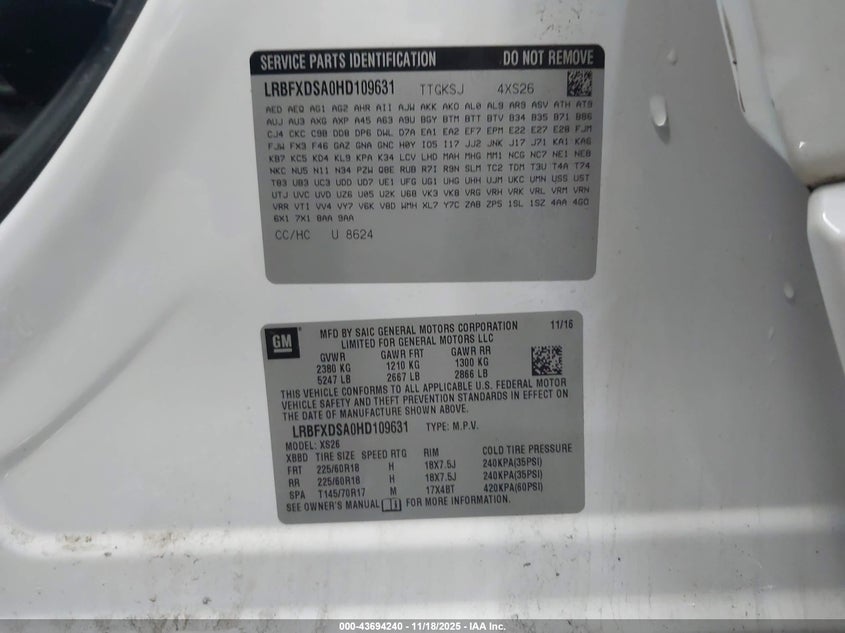 SERVICE PARTS IDENTIFICATION DO NOT REMOVE
LRBFXDSA0HD109631 TTGKSJ 4XS26
AED AEQ AG1 AG2 AHR AII AJW AKK AKO AL0 AL9 AR9 ASV ATH AT9
AUJ AU3 AXG AXP A45 A63 A9U BGY BTM BTT BTV B34 B35 B71 B86
CJ4 CKC C9B DD8 DP6 DWL D7A EA1 EA2 EF7 EPM E22 E27 E28 FJM
FJW FX3 F46 GAZ GNA GNC H0Y IO5 I17 JJ2 JNK J17 J71 KA1 KA6
KB7 KC5 KD4 KL9 KPA K34 LCV LHD MAH MHG MM1 NCG NC7 NE1 NE8
NKC NU5 N11 N34 PZW Q8E RUB R71 R9N SLM TC2 TDM T3U T4A T74
T83 UB3 UC3 UDD UD7 UE1 UFG UG1 UHG UHH UJM UKC UMN USS UST
UTJ UVC UVD UZ6 U05 U2K U68 VK3 VK8 VRG VRH VRK VRL VRM VRN
VRR VT1 VV4 VY7 V6K V8D WMH XL7 Y7C ZAB ZP5 1SL 1SZ 4AA 4G0
6X1 7X1 8AA 9AA
CC/HC U 8624
GM
MFD BY SAIC GENERAL MOTORS CORPORATION 11/16
LIMITED FOR GENERAL MOTORS LLC
GVWR GAWR FRT GAWR RR
2380 KG 1210 KG 1300 KG
5247 LB 2667 LB 2866 LB
THIS VEHICLE CONFORMS TO ALL APPLICABLE U.S. FEDERAL MOTOR
VEHICLE SAFETY AND THEFT PREVENTION STANDARDS IN EFFECT ON
THE DATE OF MANUFACTURE SHOWN ABOVE.
LRBFXDSA0HD109631 TYPE: M.P.V.
MODEL: XS26
XBBD TIRE SIZE SPEED RTG RIM COLD TIRE PRESSURE
FRT 225/60R18 H 18X7.5J 240KPA(35PSI)
RR 225/60R18 H 18X7.5J 240KPA(35PSI)
SPA T145/70R17 M 17X4BT 420KPA(60PSI)
SEE OWNER'S MANUAL FOR MORE INFORMATION.
000-43694240 - 11/18/2025 - IAA Inc.